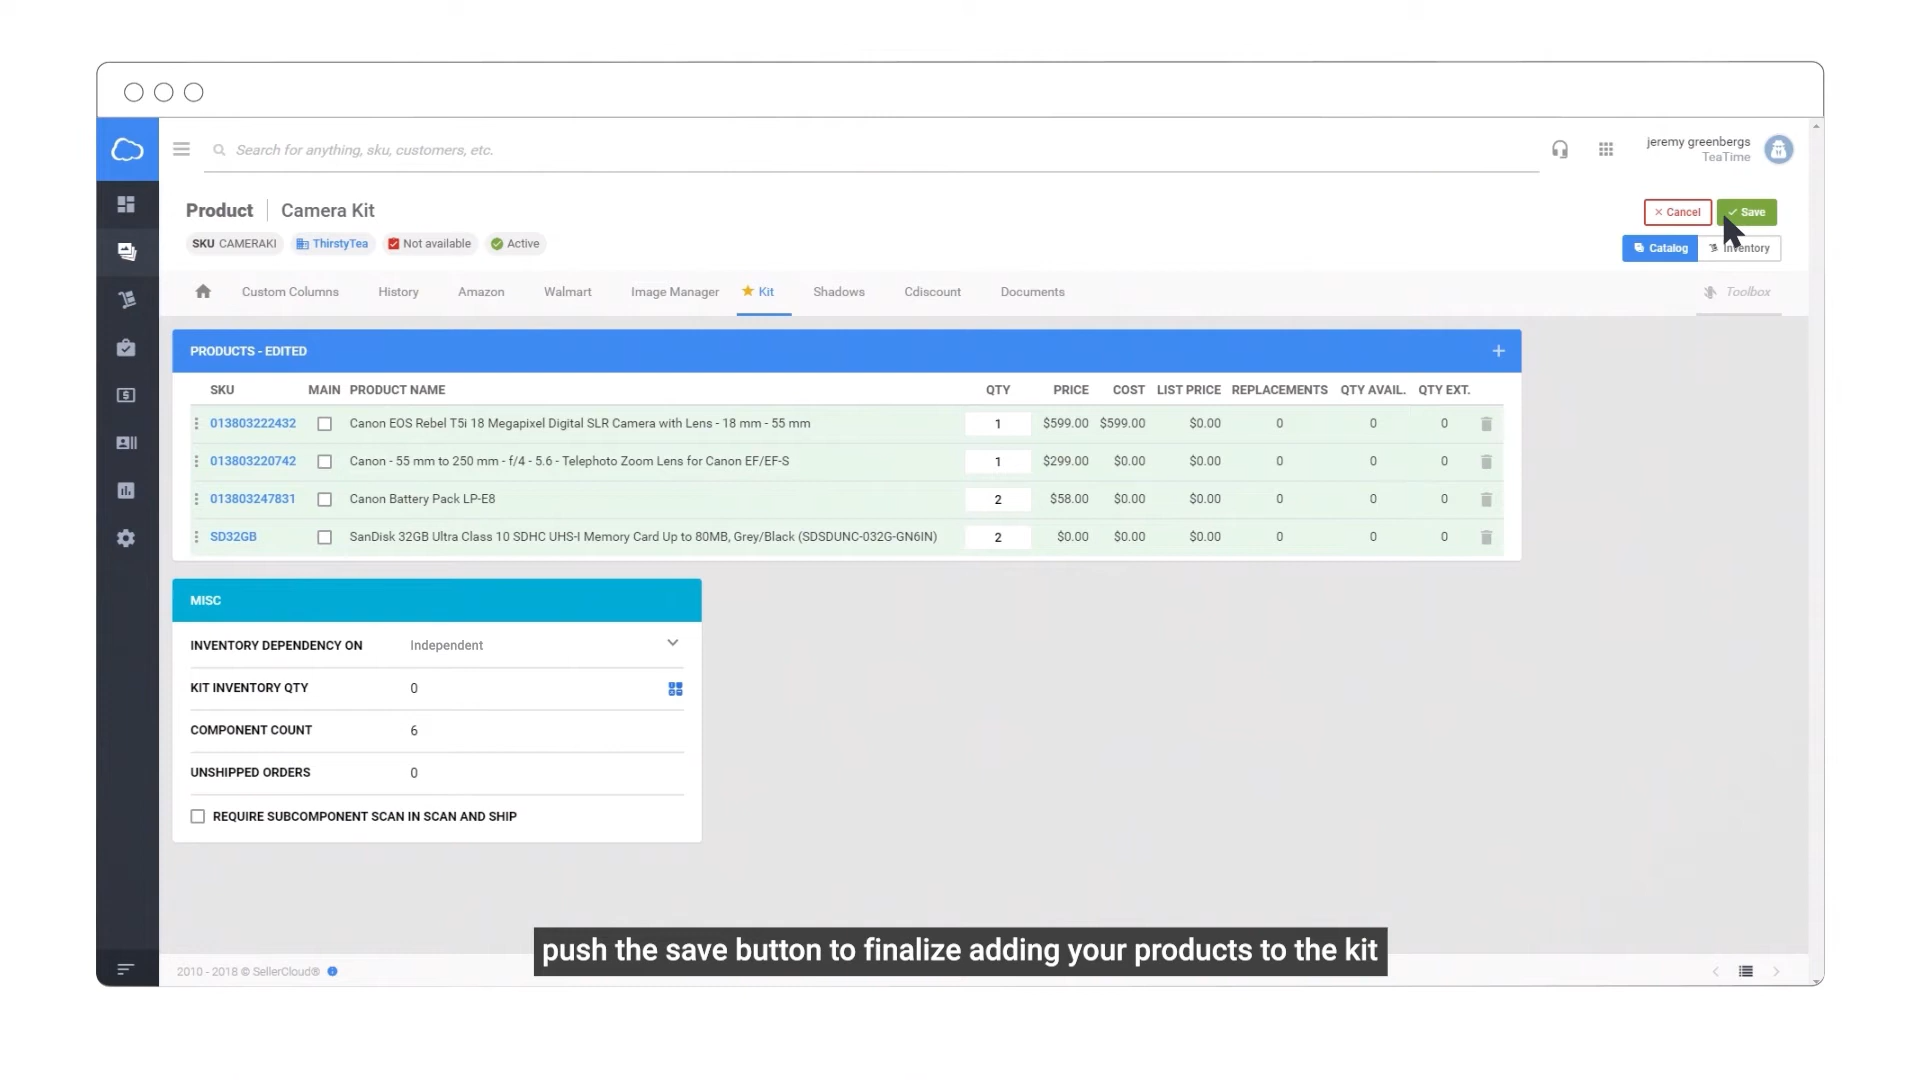 Search for anything, sku, customers, etc.
jeremy greenbergs
TeaTime
Product | Camera Kit
Cancel
Save
SKU CAMERAKI
ThirstyTea
Not available
Active
Catalog
Inventory
Custom Columns
History
Amazon
Walmart
Image Manager
Kit
Shadows
Cdiscount
Documents
Toolbox
PRODUCTS - EDITED
SKU MAIN PRODUCT NAME QTY PRICE COST LIST PRICE REPLACEMENTS QTY AVAIL. QTY EXT.
013803222432 Canon EOS Rebel T5i 18 Megapixel Digital SLR Camera with Lens - 18 mm - 55 mm 1 $599.00 $599.00 $0.00 0 0 0
013803220742 Canon - 55 mm to 250 mm - f/4 - 5.6 - Telephoto Zoom Lens for Canon EF/EF-S 1 $299.00 $0.00 $0.00 0 0 0
013803247831 Canon Battery Pack LP-E8 2 $58.00 $0.00 $0.00 0 0 0
SD32GB SanDisk 32GB Ultra Class 10 SDHC UHS-I Memory Card Up to 80MB, Grey/Black (SDSDUNC-032G-GN6IN) 2 $0.00 $0.00 $0.00 0 0 0
MISC
INVENTORY DEPENDENCY ON Independent
KIT INVENTORY QTY 0
COMPONENT COUNT 6
UNSHIPPED ORDERS 0
REQUIRE SUBCOMPONENT SCAN IN SCAN AND SHIP
push the save button to finalize adding your products to the kit
2010 - 2018 © SellerCloud®